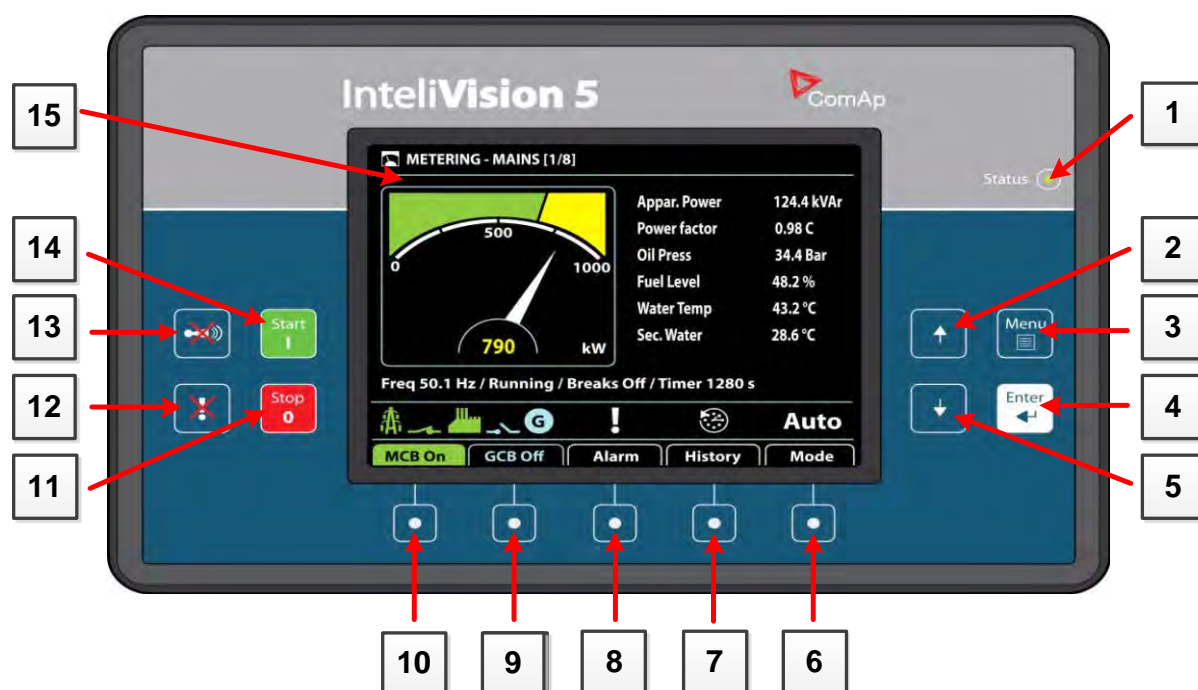 InteliVision 5
ComAp
15
1
METERING - MAINS [1/8]
Status
Appar. Power 124.4 kVAr
Power factor 0.98 C
Oil Press 34.4 Bar
Fuel Level 48.2 %
Water Temp 43.2 °C
Sec. Water 28.6 °C
0 500 1000
790 kW
Freq 50.1 Hz / Running / Breaks Off / Timer 1280 s
G ! Auto
MCB On GCB Off Alarm History Mode
14
13
12
11
Start
I
Stop
0
Menu
Enter
2
3
4
5
10 9 8 7 6